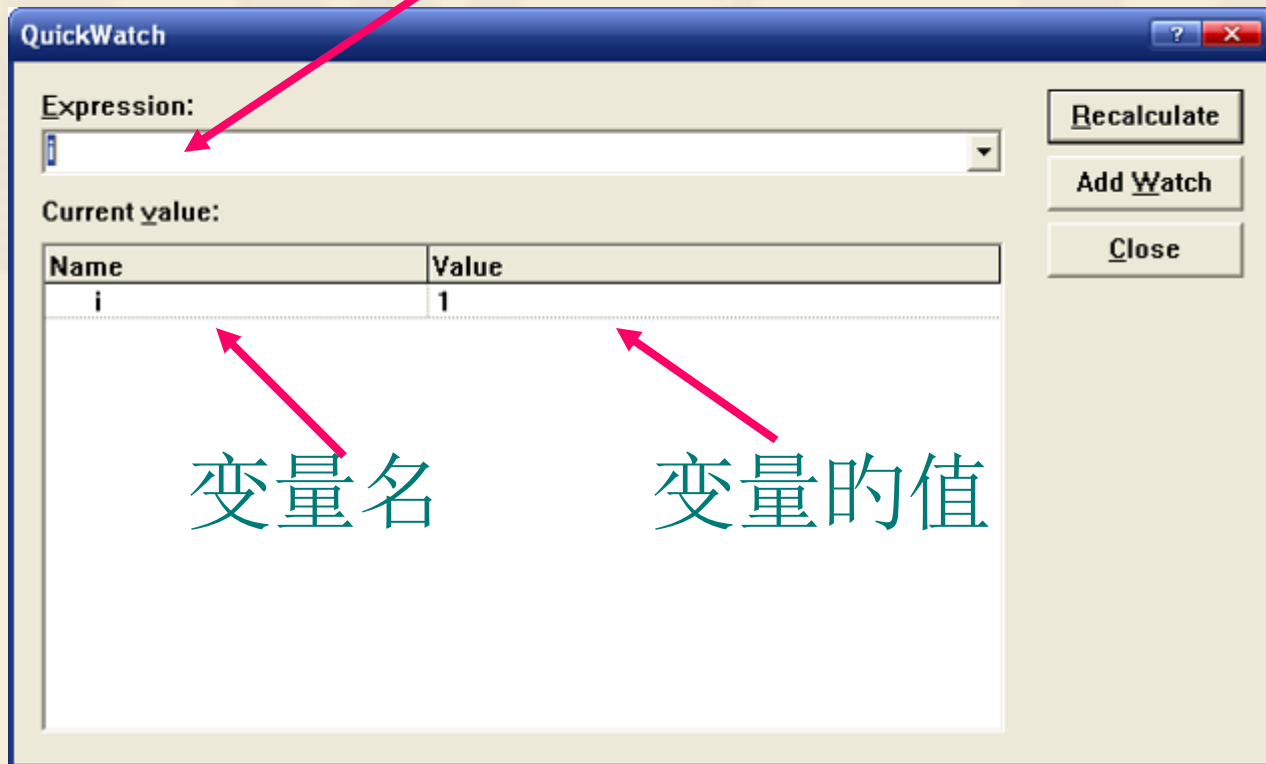 QuickWatch
Expression:
i
Recalculate
Add Watch
Close
Current value:
Name Value
i 1
变量名 变量的值